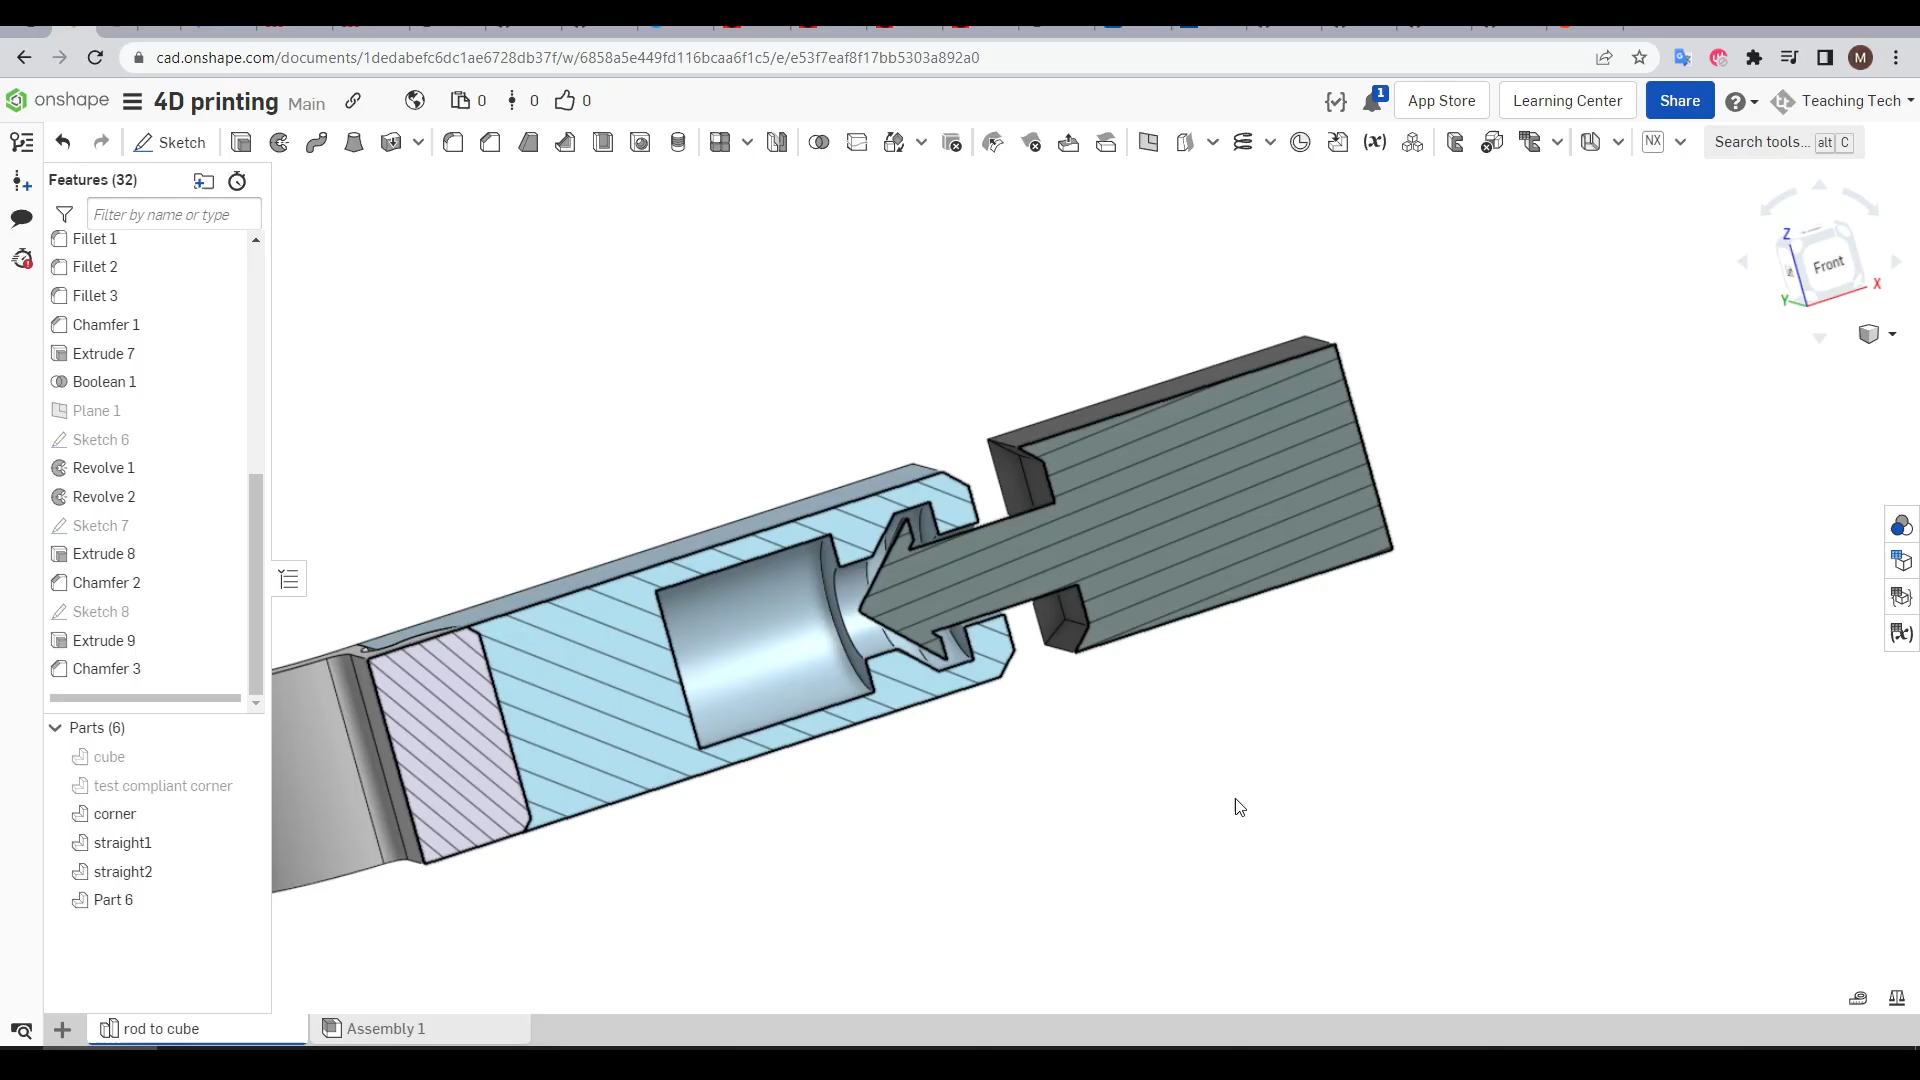 cad.onshape.com/documents/1dedabefc6dc1ae6728db37f/w/6858a5e449fd116bcaa6f1c5/e/e53f7eaf8f17bb5303a892a0
M
onshape 4D printing Main 0 0 0 1 App Store Learning Center Share Teaching Tech
Sketch (x) NX Search tools... alt C
Features (32)
Filter by name or type
Fillet 1
Fillet 2
Fillet 3
Chamfer 1
Extrude 7
Boolean 1
Plane 1
Sketch 6
Revolve 1
Revolve 2
Sketch 7
Extrude 8
Chamfer 2
Sketch 8
Extrude 9
Chamfer 3
Parts (6)
cube
test compliant corner
corner
straight1
straight2
Part 6
Z
Front
X
Y
(x)
rod to cube
Assembly 1